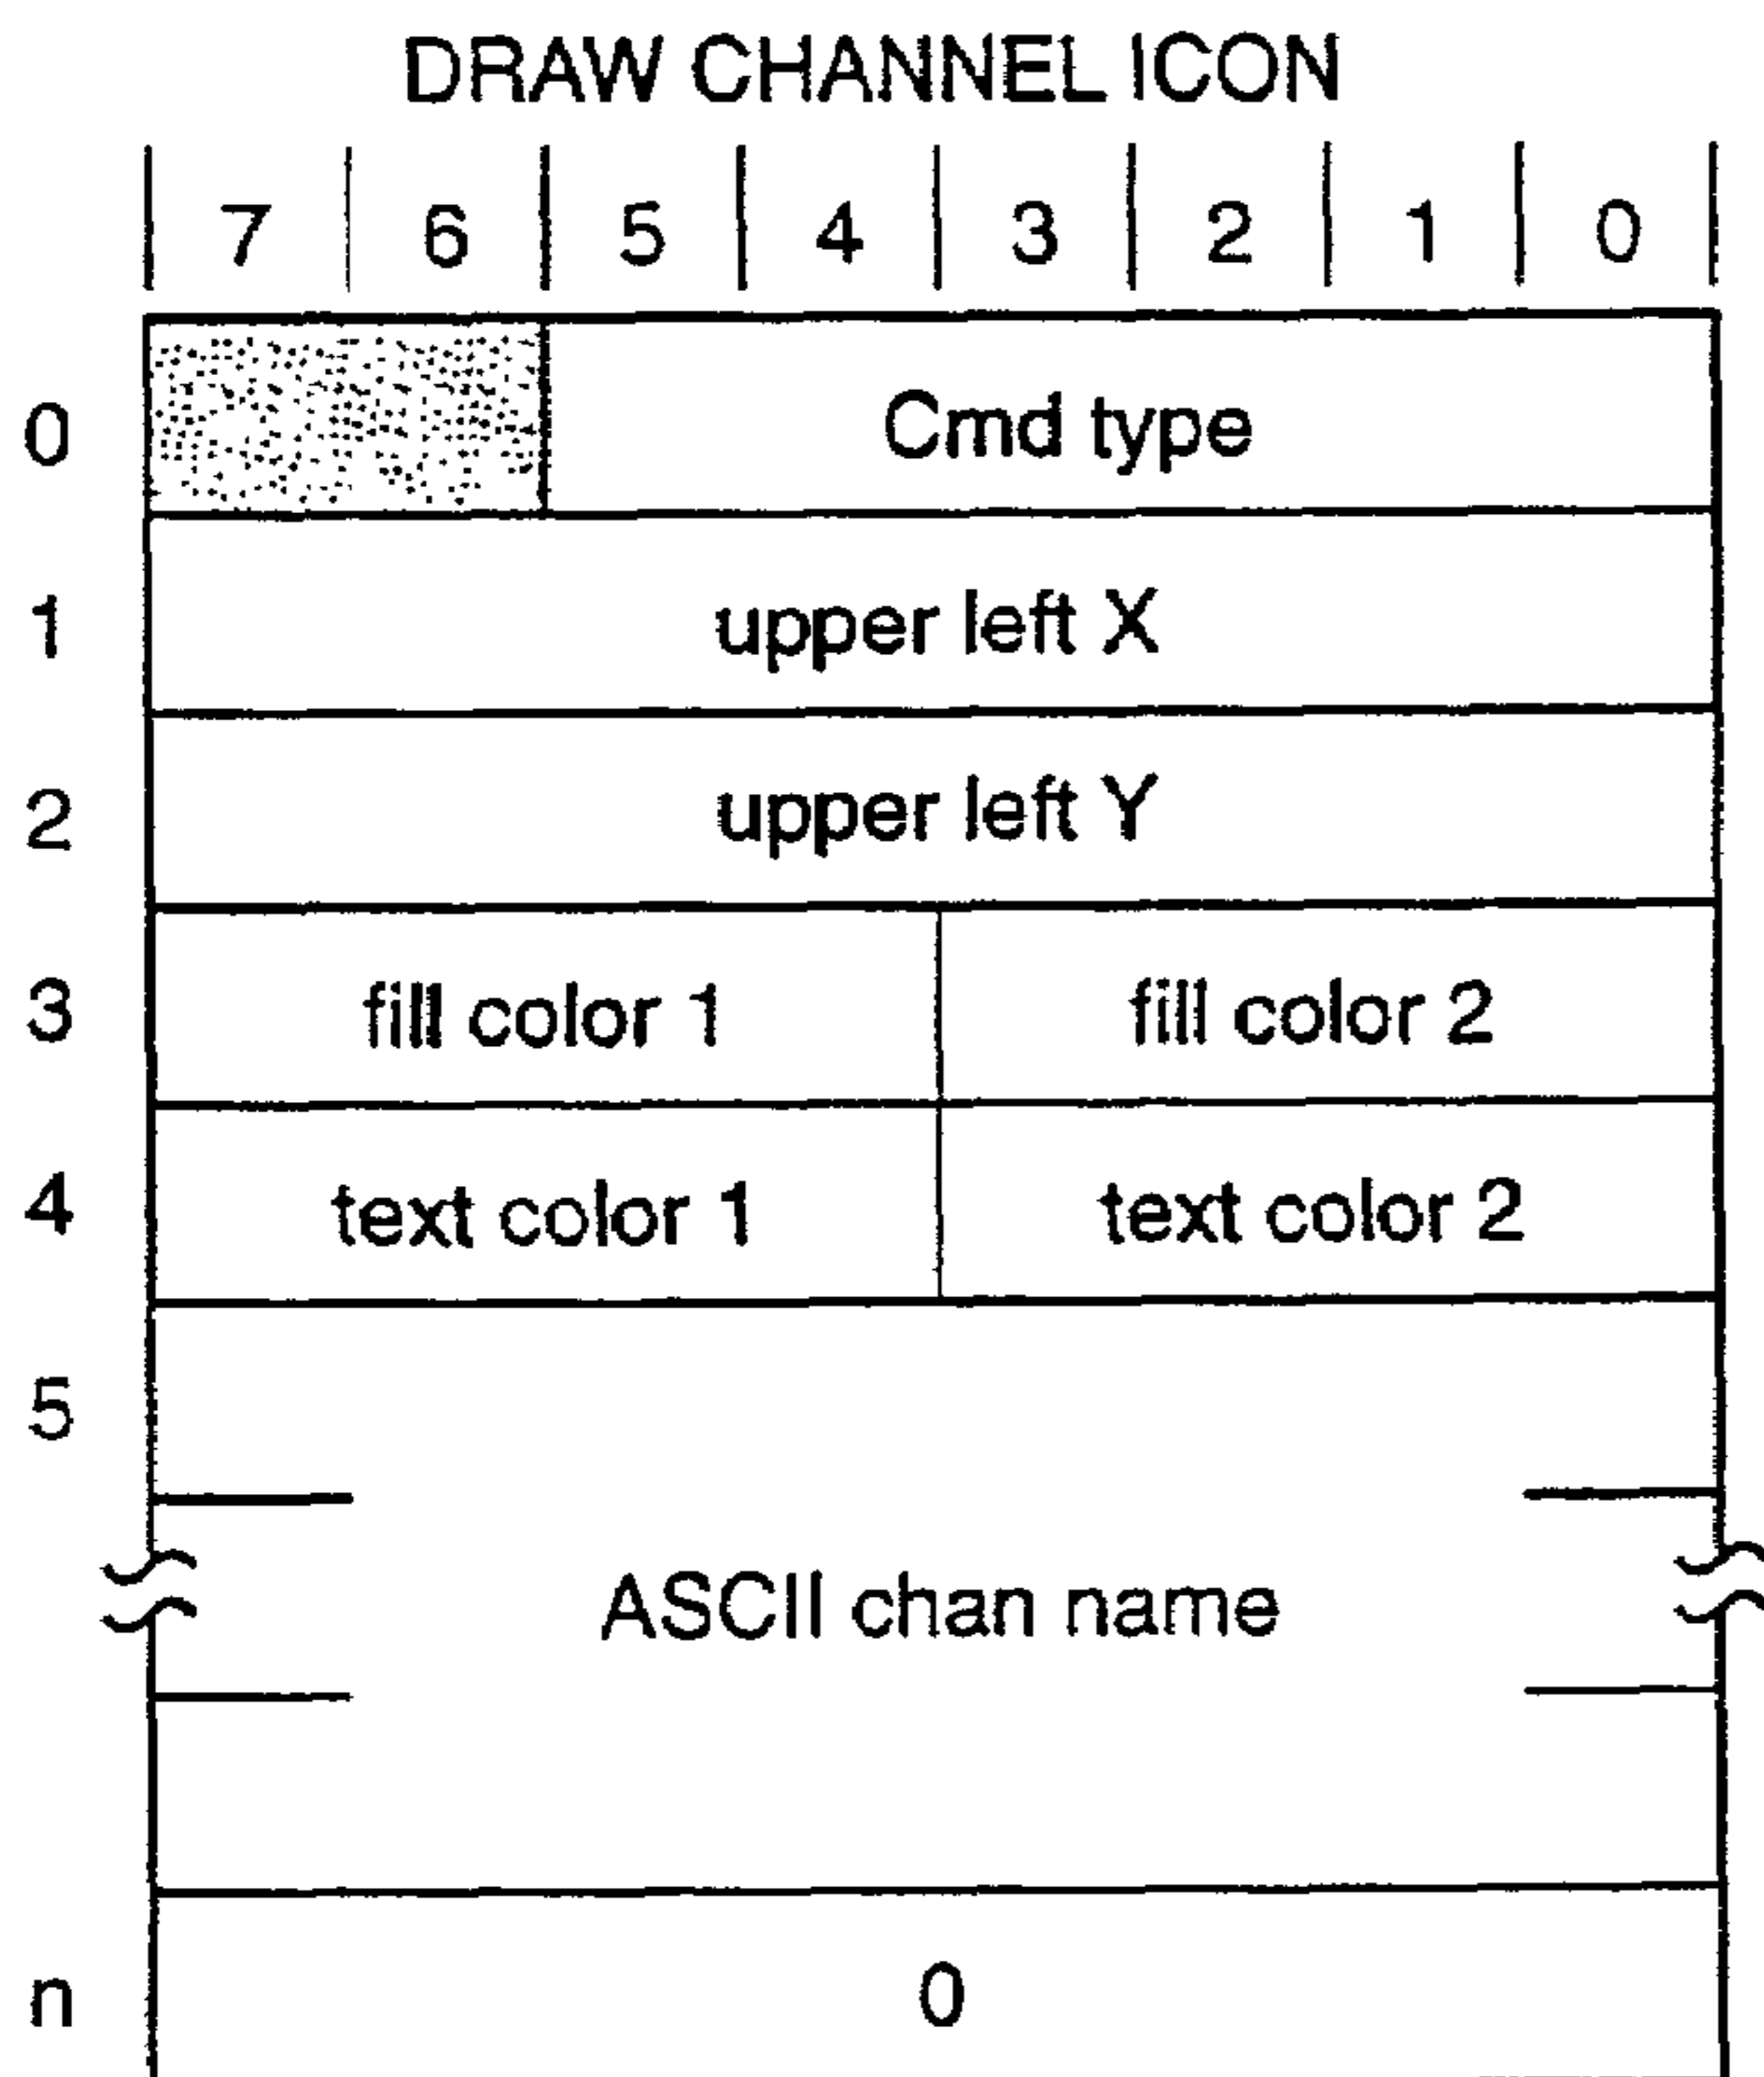 DRAW CHANNEL ICON
7 6 5 4 3 2 1 0
0 Cmd type
1 upper left X
2 upper left Y
3 fill color 1 fill color 2
4 text color 1 text color 2
5
ASCII chan name
n 0